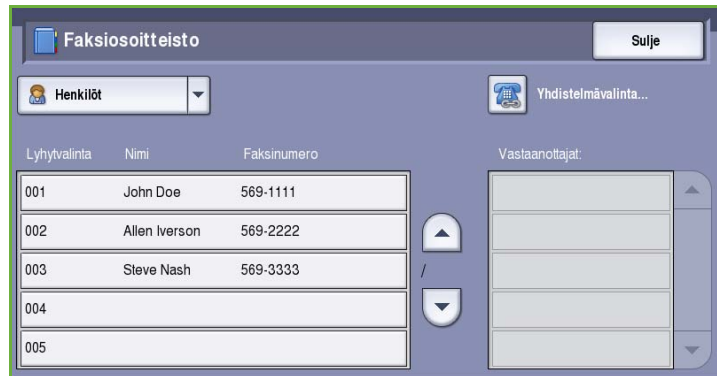 Faksiosoitteisto
Sulje
Henkilöt
Yhdistelmävalinta...
Lyhytvalinta Nimi Faksinumero
Vastaanottajat:
001 John Doe 569-1111
002 Allen Iverson 569-2222
003 Steve Nash 569-3333
/
004
005